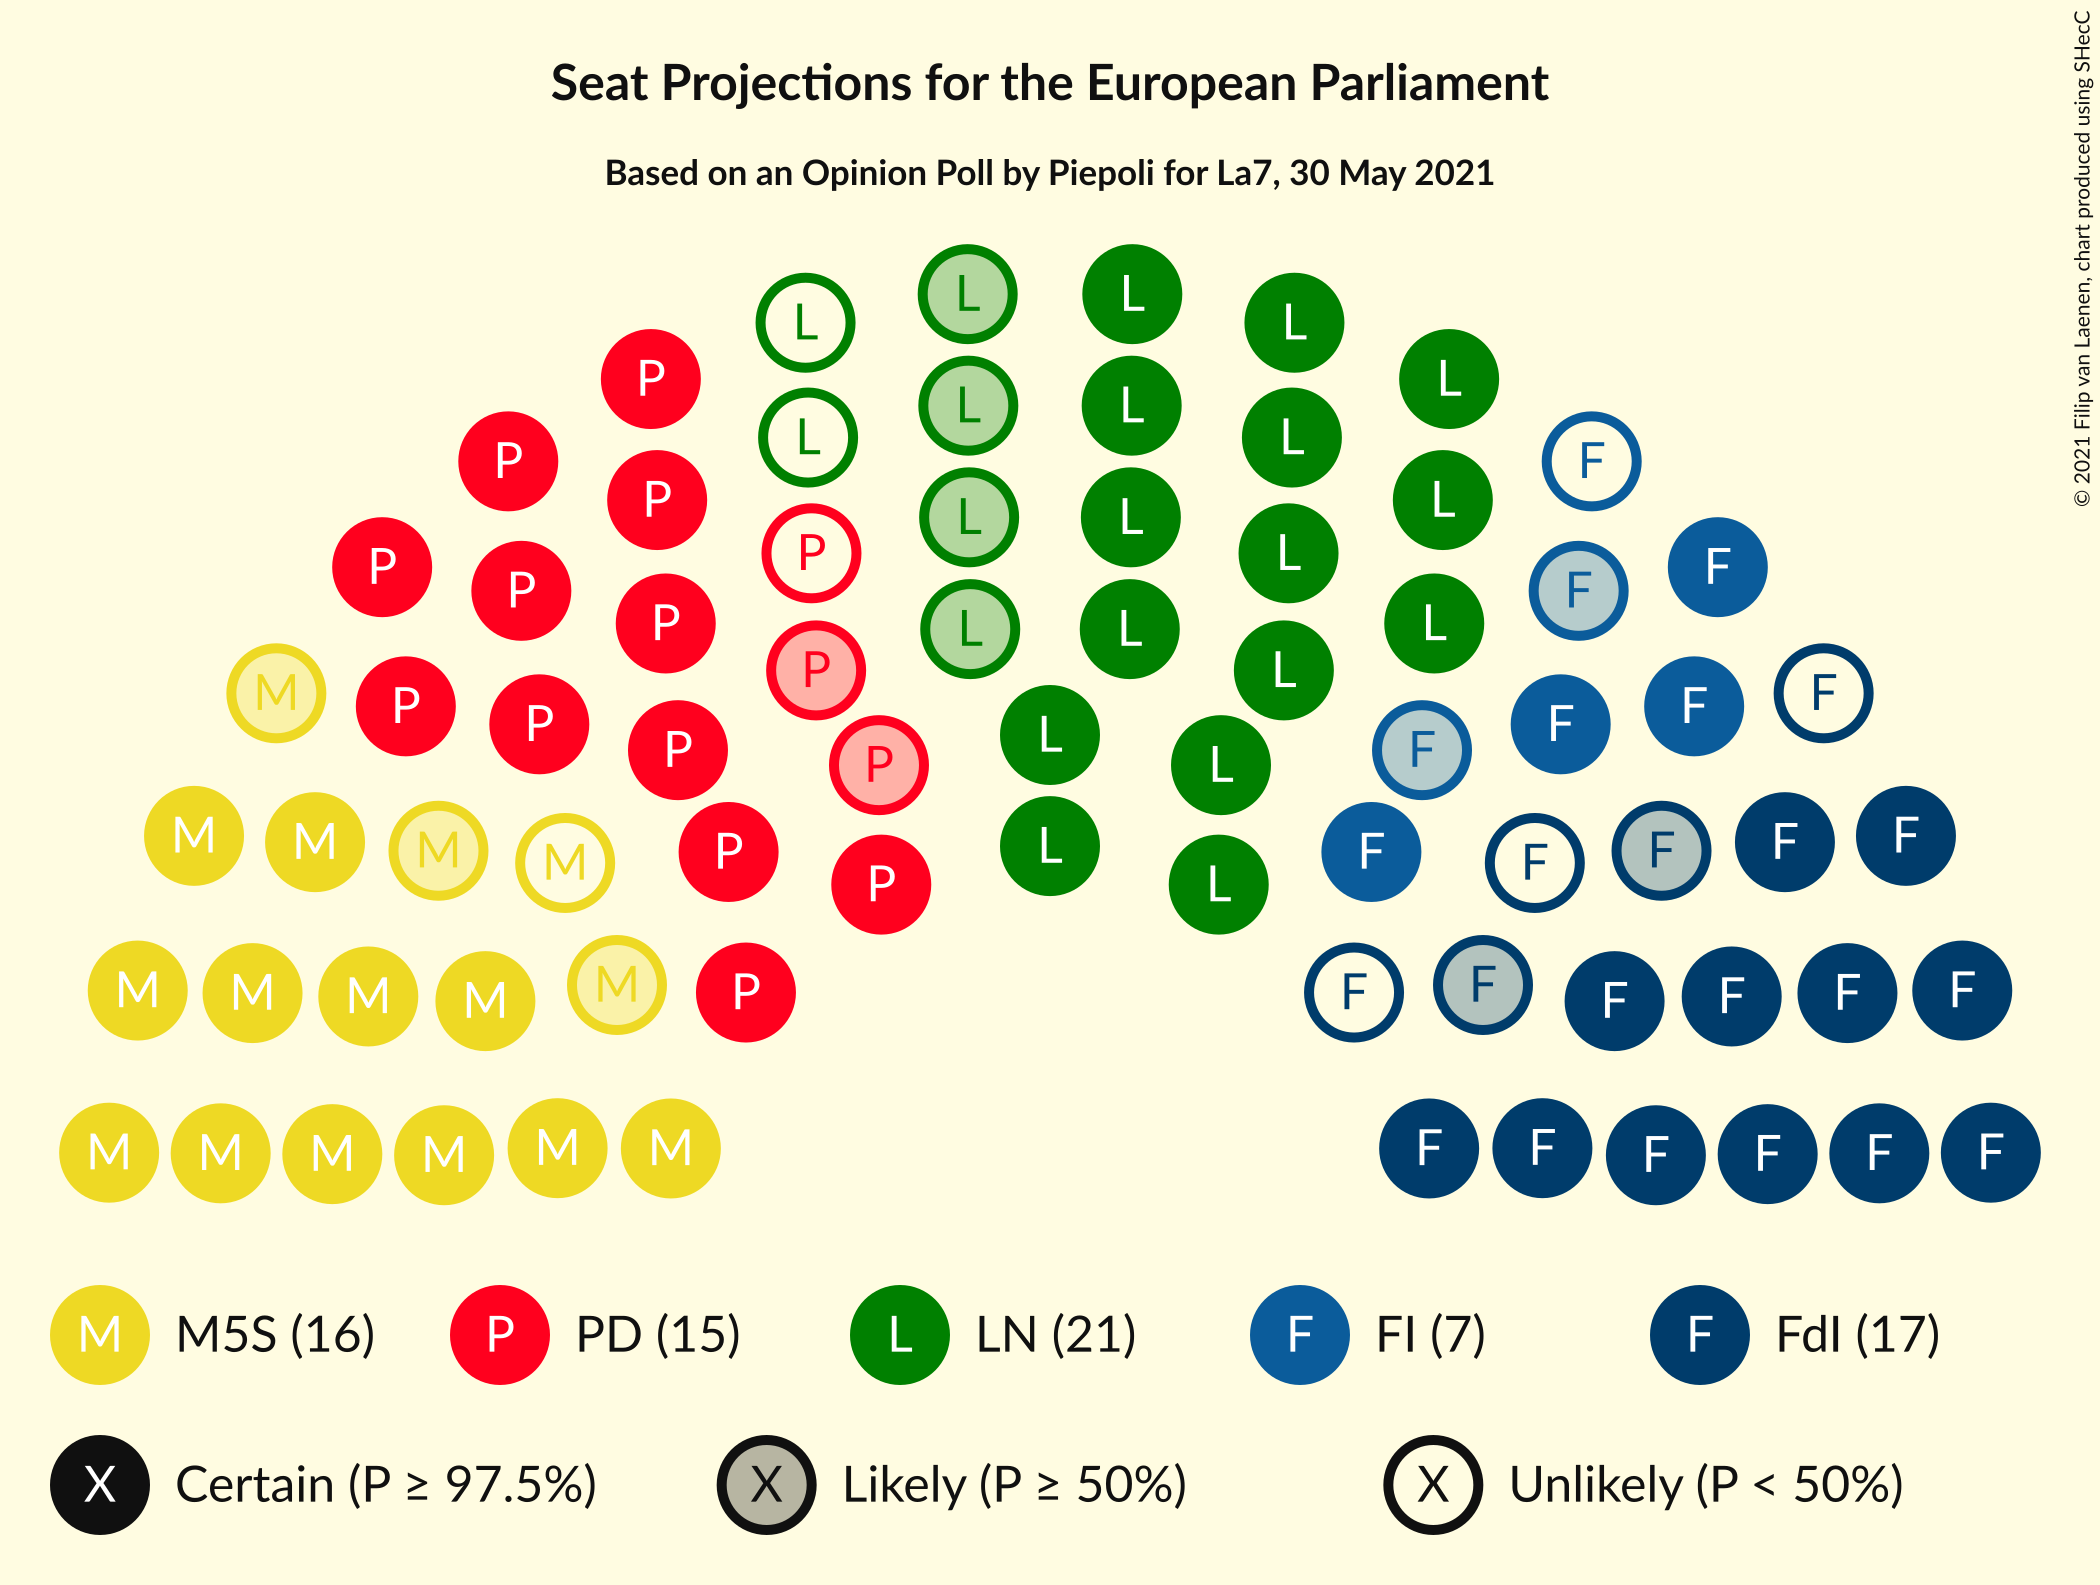 Seat Projections for the European Parliament
Based on an Opinion Poll by Piepoli for La7, 30 May 2021
© 2021 Filip van Laenen, chart produced using SHecC
L L L L
P L
L L L L
P F
P L L
L L P L
P F
P P F
L L
P L
M P L F
P F F
P P F
P L L
M M M M P F F F F F
L
P L
M M M M M P F F F F F F
M M M M M M F F F F F F
M M5S (16) P PD (15) L LN (21) F FI (7) F FdI (17)
X Certain (P ≥ 97.5%) X Likely (P ≥ 50%) X Unlikely (P < 50%)